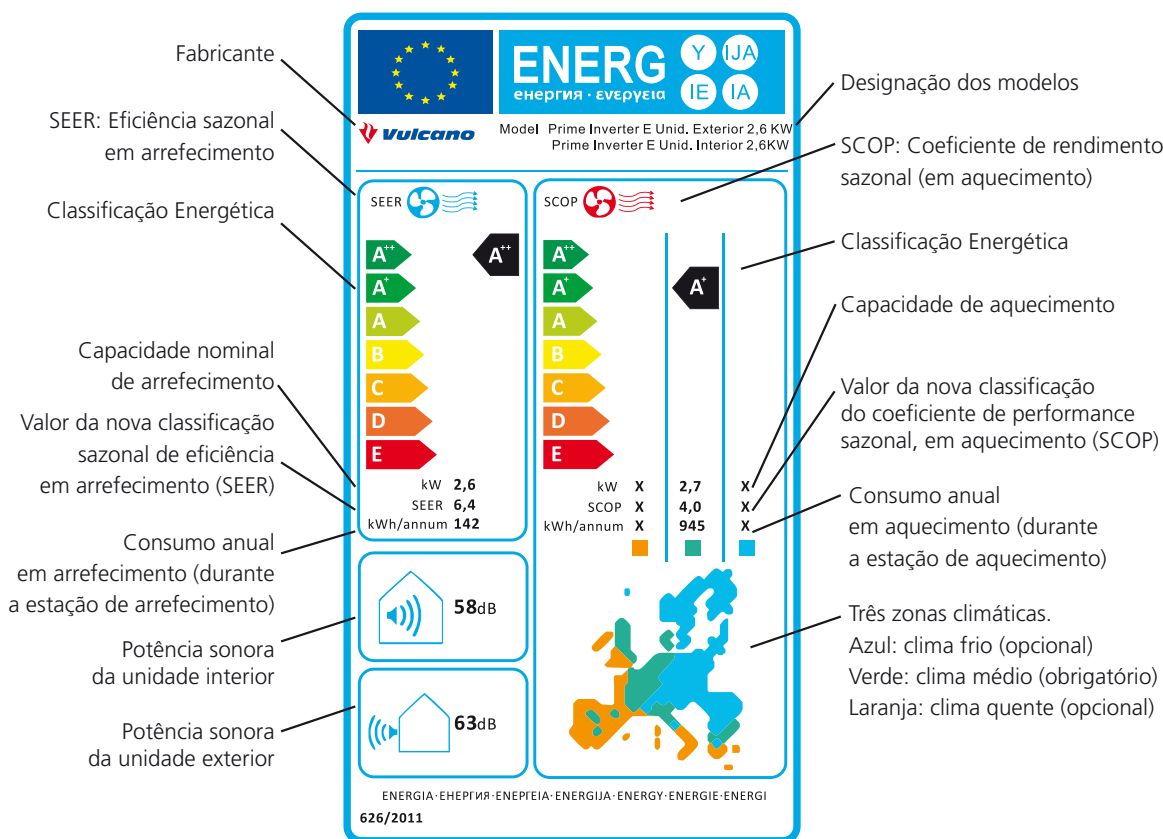 Fabricante
SEER: Eficiência sazonal
em arrefecimento
Classificação Energética
Capacidade nominal
de arrefecimento
Valor da nova classificação
sazonal de eficiência
em arrefecimento (SEER)
Consumo anual
em arrefecimento (durante
a estação de arrefecimento)
Potência sonora
da unidade interior
Potência sonora
da unidade exterior
ENERG
енергия · ενεργεια
Y IJA
IE IA
Vulcano
Model Prime Inverter E Unid. Exterior 2,6 KW
Prime Inverter E Unid. Interior 2,6KW
SEER
A++ A++
A+
A
B
C
D
E
kW 2,6
SEER 6,4
kWh/annum 142
58dB
63dB
SCOP
A++
A+ A+
A
B
C
D
E
kW X 2,7 X
SCOP X 4,0 X
kWh/annum X 945 X
ENERGIA·ЕНЕРГИЯ·ΕΝΕΡΓΕΙΑ·ENERGIJA·ENERGY·ENERGIE·ENERGI
626/2011
Designação dos modelos
SCOP: Coeficiente de rendimento
sazonal (em aquecimento)
Classificação Energética
Capacidade de aquecimento
Valor da nova classificação
do coeficiente de performance
sazonal, em aquecimento (SCOP)
Consumo anual
em aquecimento (durante
a estação de aquecimento)
Três zonas climáticas.
Azul: clima frio (opcional)
Verde: clima médio (obrigatório)
Laranja: clima quente (opcional)